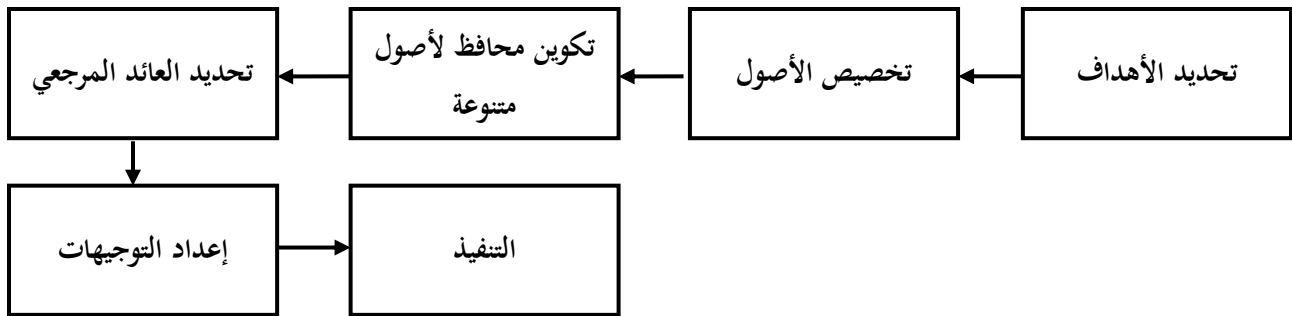 تحديد الأهداف
تخصيص الأصول
تكوين محافظ لأصول
متنوعة
تحديد العائد المرجعي
إعداد التوجيهات
التنفيذ